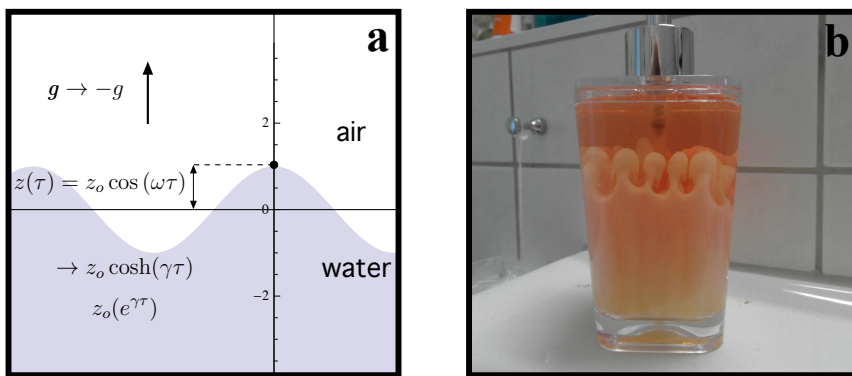 a
g → −g
2
air
z(τ) = z_o cos (ωτ)
0
→ z_o cosh(γτ)
water
z_o(e^{γτ})
−2
b